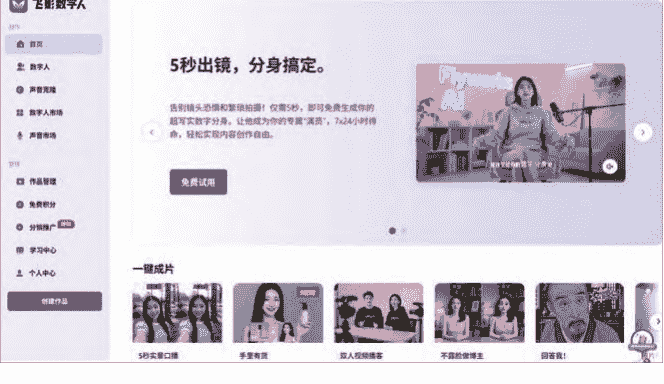 飞影数字人
首页
数字人
声音克隆
数字人市场
声音市场
作品管理
免费积分
分销推广
学习中心
个人中心
创建作品
5秒出镜，分身搞定。
告别镜头恐惧和繁琐拍摄！仅需5秒，即可免费生成你的
超写实数字分身，让他成为你的专属“演员”，7x24小时待
命，轻松实现内容创作自由。
免费试用
一键成片
5秒实景口播
手里有货
双人视频播客
不露脸做博主
回答我！